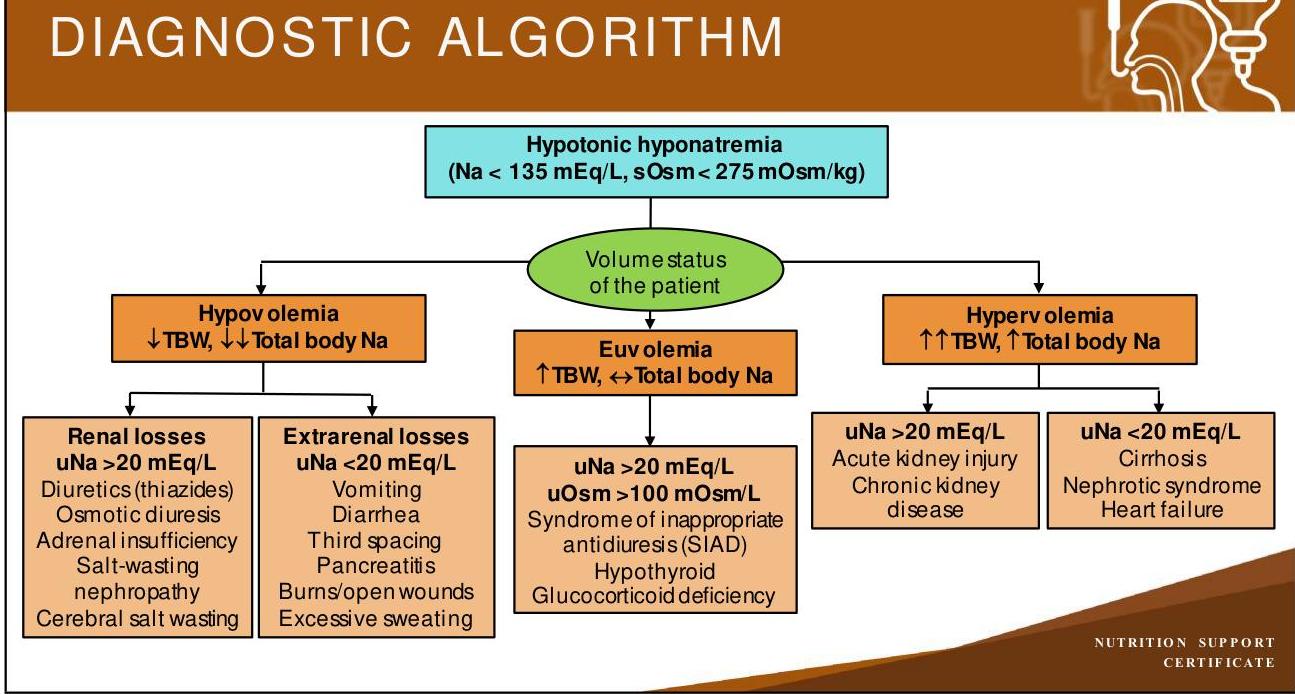 DIAGNOSTIC ALGORITHM
Hypotonic hyponatremia
(Na < 135 mEq/L, sOsm < 275 mOsm/kg)
Volume status
of the patient
Hypovolemia
↓TBW, ↓↓Total body Na
Euvolemia
↑TBW, ↔Total body Na
Hypervolemia
↑↑TBW, ↑Total body Na
Renal losses
uNa >20 mEq/L
Diuretics (thiazides)
Osmotic diuresis
Adrenal insufficiency
Salt-wasting
nephropathy
Cerebral salt wasting
Extrarenal losses
uNa <20 mEq/L
Vomiting
Diarrhea
Third spacing
Pancreatitis
Burns/open wounds
Excessive sweating
uNa >20 mEq/L
uOsm >100 mOsm/L
Syndrome of inappropriate
antidiuresis (SIAD)
Hypothyroid
Glucocorticoid deficiency
uNa >20 mEq/L
Acute kidney injury
Chronic kidney
disease
uNa <20 mEq/L
Cirrhosis
Nephrotic syndrome
Heart failure
NUTRITION SUPPORT
CERTIFICATE